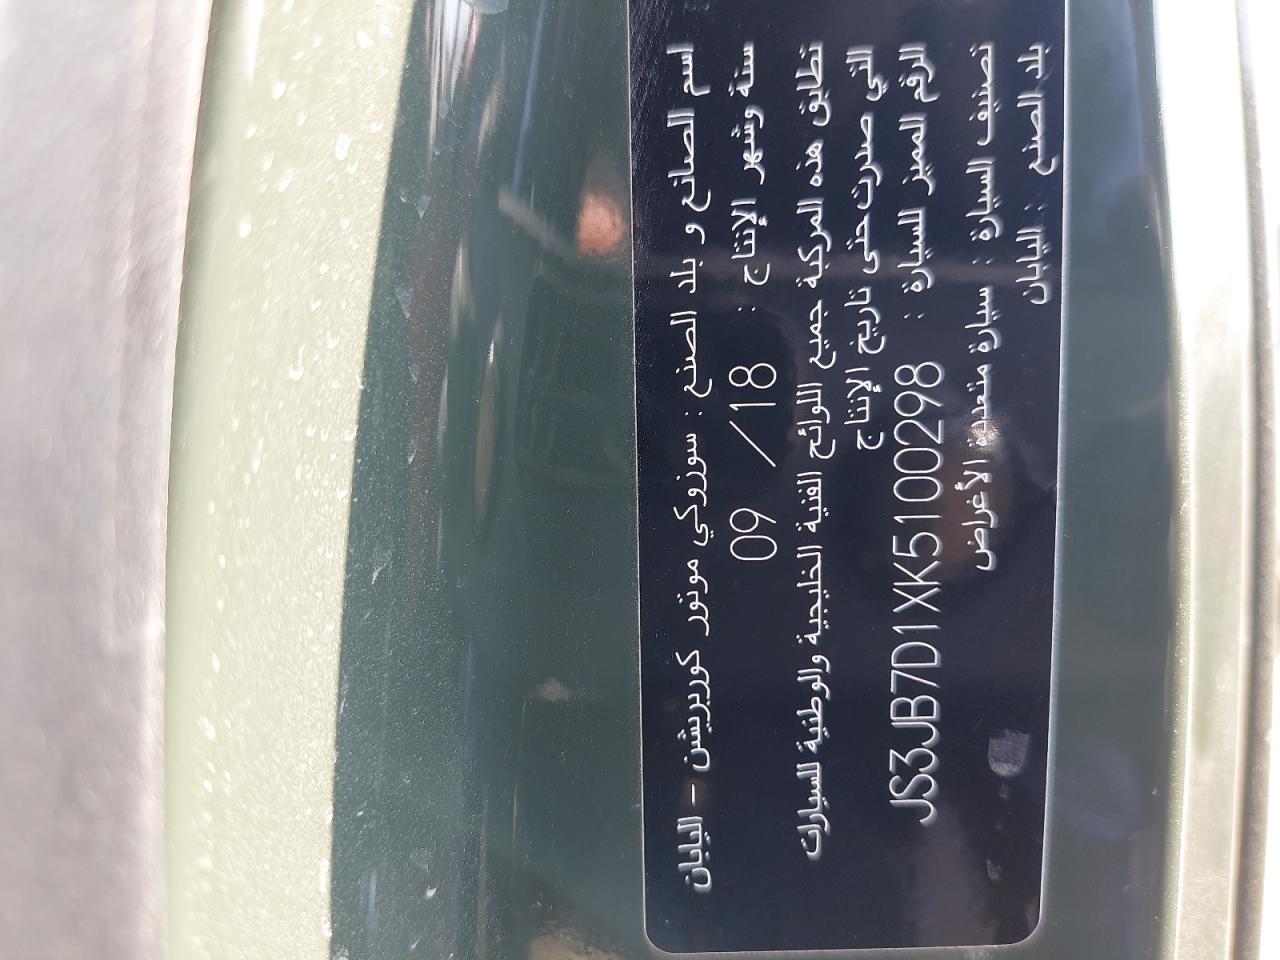 اسم الصانع و بلد الصنع : سوزوكي موتور كوربريشن – اليابان
سنة وشهر الإنتاج : 09 /18
تطابق هذه المركبة جميع اللوائح الفنية الخليجية والوطنية للسيارات
التي صدرت حتى تاريخ الإنتاج
الرقم المميز للسيارة : JS3JB7D1XK5100298
تصنيف السيارة : سيارة متعددة الأغراض
بلد الصنع : اليابان